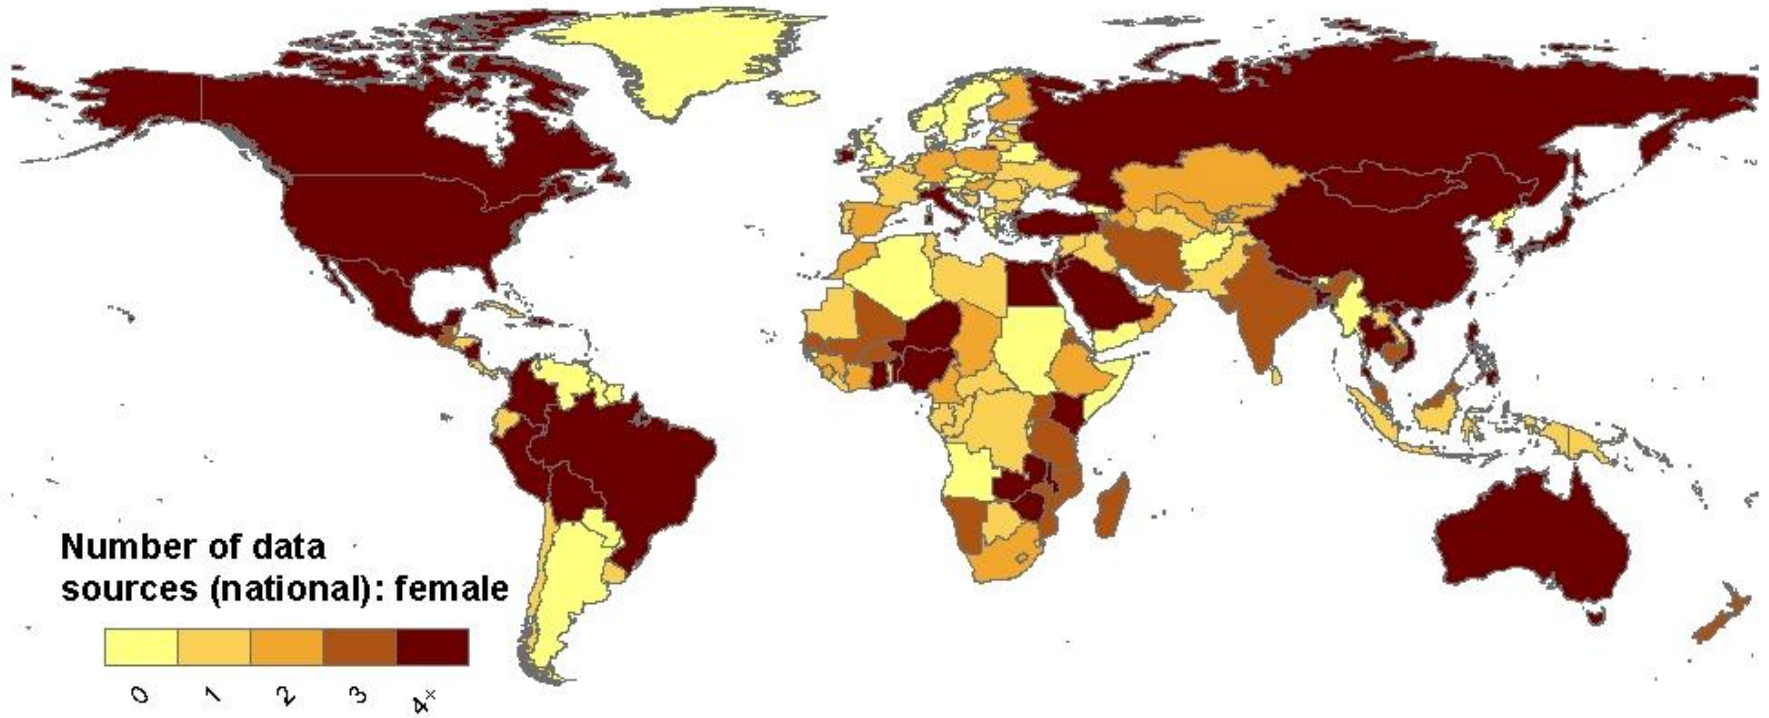 Number of data
sources (national): female
0 1 2 3 4+